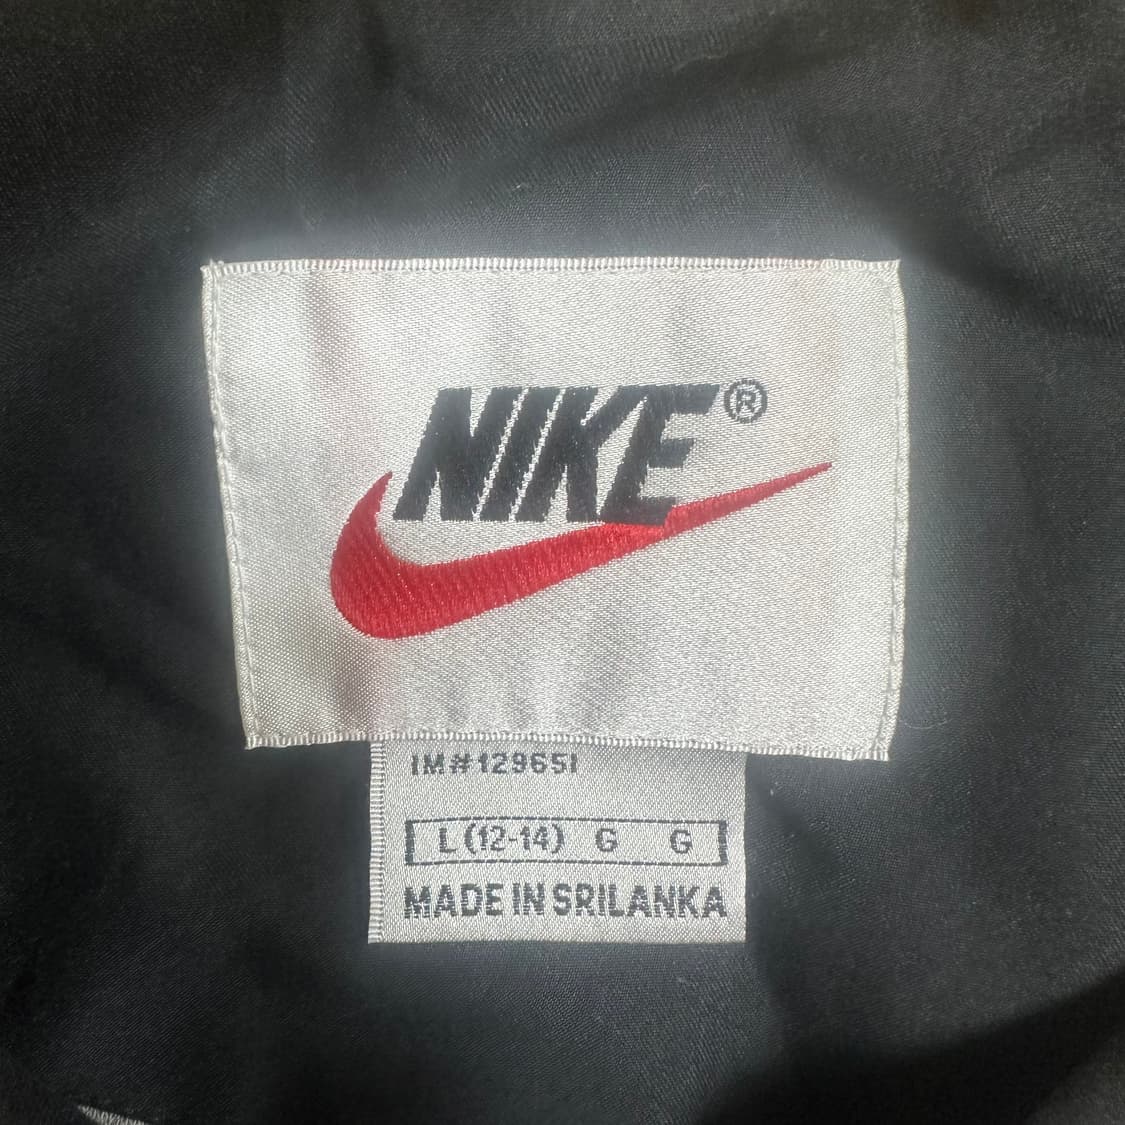 NIKE®
IM#129651
L (12-14) G G
MADE IN SRILANKA